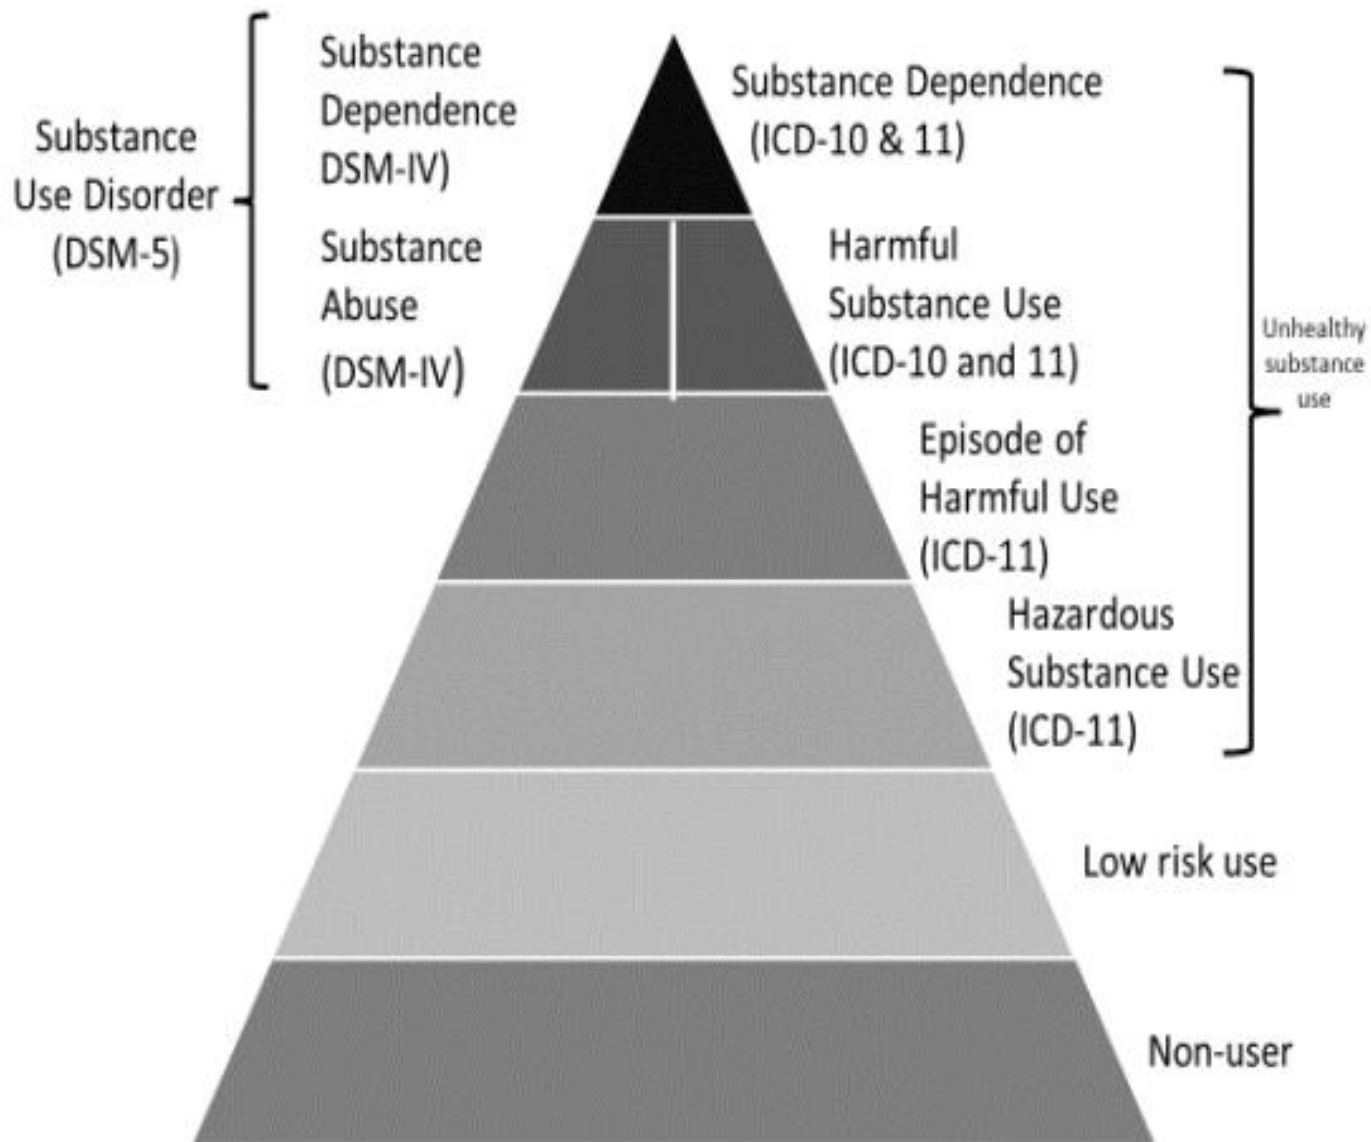 Substance
Use Disorder
(DSM-5)
Substance
Dependence
DSM-IV)
Substance
Abuse
(DSM-IV)
Substance Dependence
(ICD-10 & 11)
Harmful
Substance Use
(ICD-10 and 11)
Episode of
Harmful Use
(ICD-11)
Hazardous
Substance Use
(ICD-11)
Unhealthy
substance
use
Low risk use
Non-user